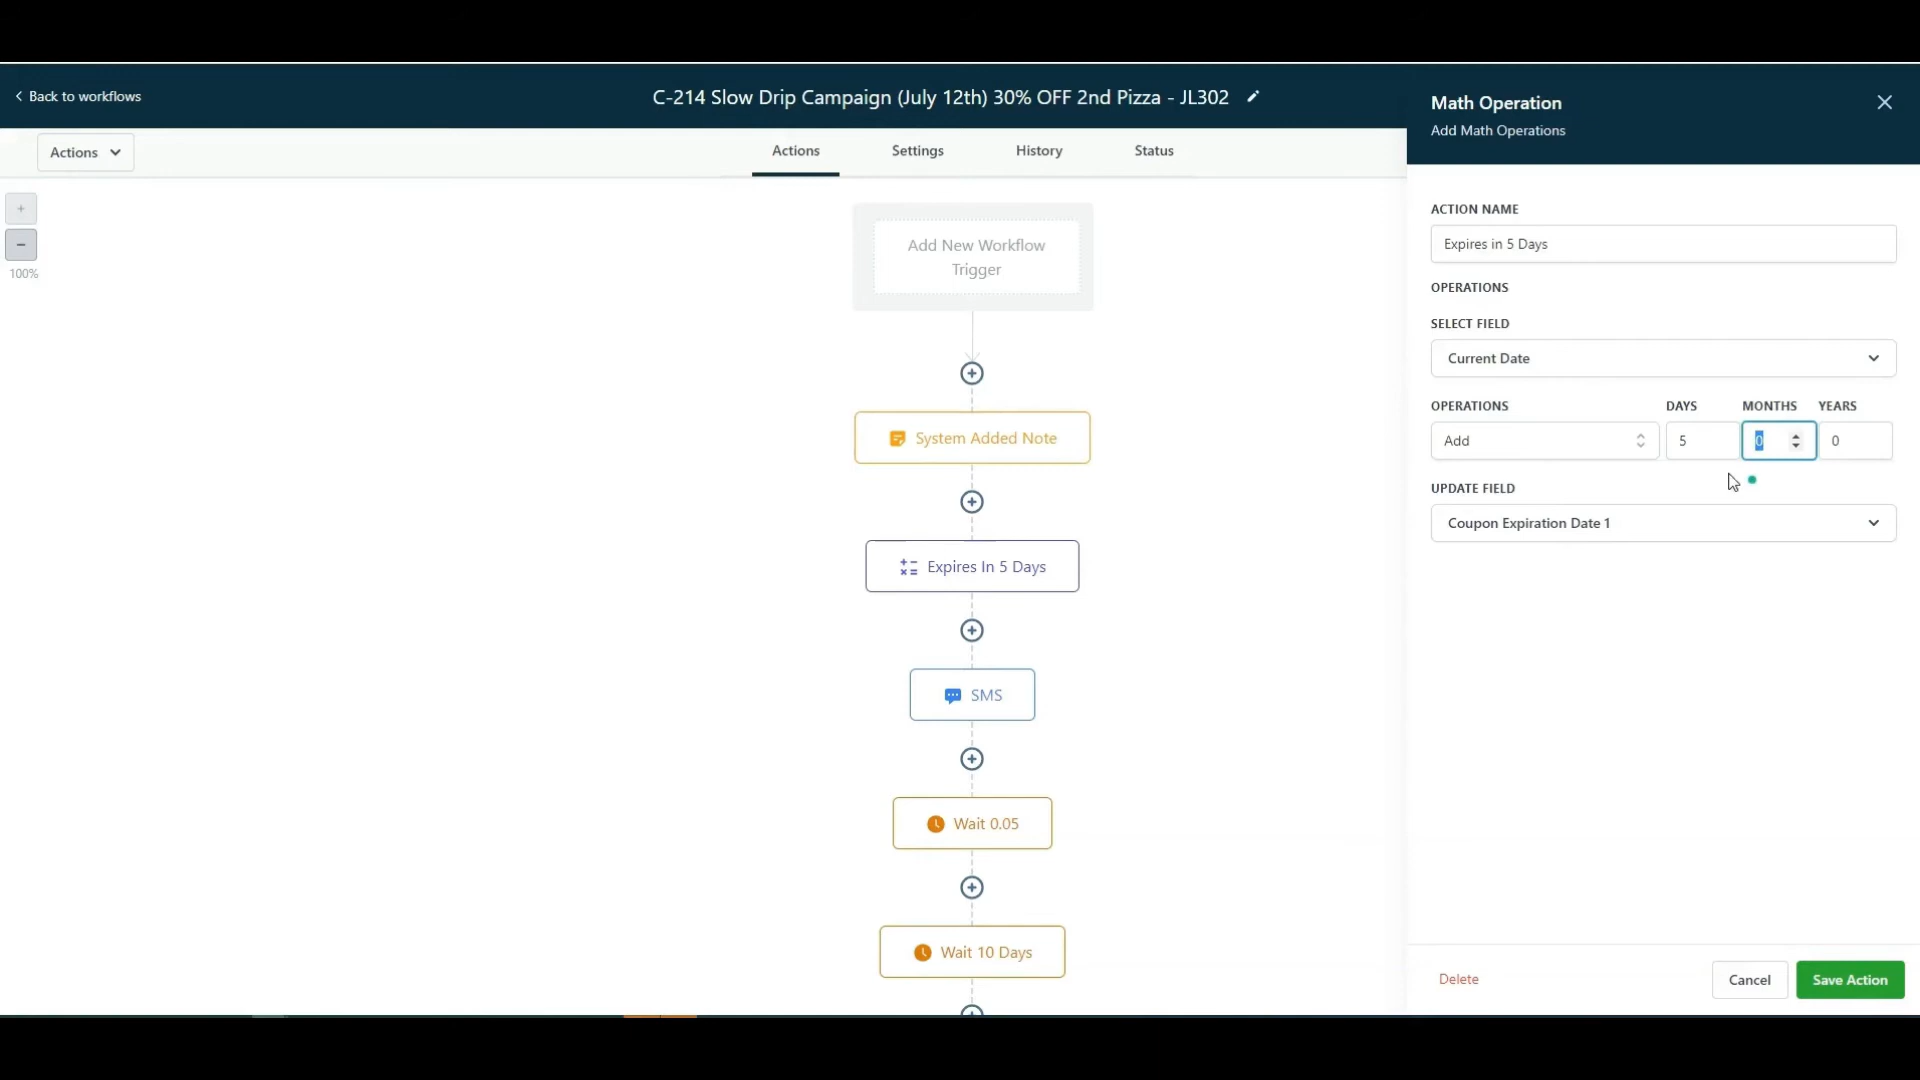 Back to workflows
C-214 Slow Drip Campaign (July 12th) 30% OFF 2nd Pizza - JL302
Actions
Actions
Settings
History
Status
+
−
100%
Add New Workflow
Trigger
System Added Note
Expires In 5 Days
SMS
Wait 0.05
Wait 10 Days
Math Operation
Add Math Operations
ACTION NAME
Expires in 5 Days
OPERATIONS
SELECT FIELD
Current Date
OPERATIONS DAYS MONTHS YEARS
Add 5 0 0
UPDATE FIELD
Coupon Expiration Date 1
Delete
Cancel
Save Action